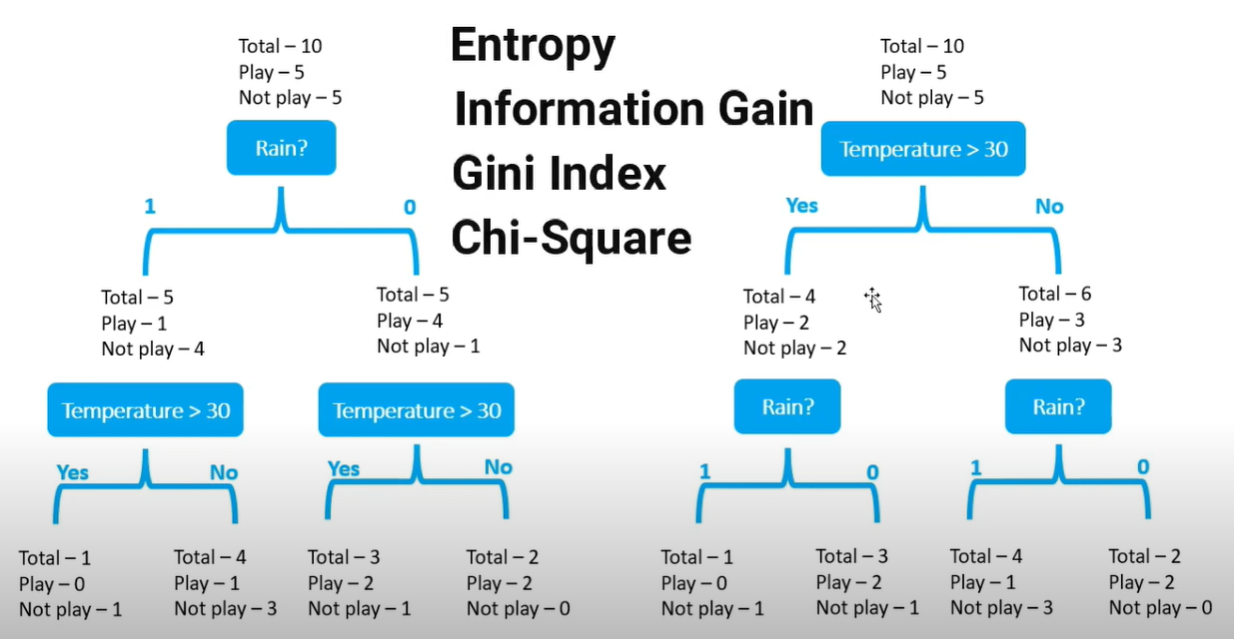 Total – 10
Play – 5
Not play – 5
Rain?
1
0
Total – 5
Play – 1
Not play – 4
Total – 5
Play – 4
Not play – 1
Temperature > 30
Temperature > 30
Yes
No
Yes
No
Total – 1
Play – 0
Not play – 1
Total – 4
Play – 1
Not play – 3
Total – 3
Play – 2
Not play – 1
Total – 2
Play – 2
Not play – 0
Entropy
Information Gain
Gini Index
Chi-Square
Total – 10
Play – 5
Not play – 5
Temperature > 30
Yes
No
Total – 4
Play – 2
Not play – 2
Total – 6
Play – 3
Not play – 3
Rain?
Rain?
1
0
1
0
Total – 1
Play – 0
Not play – 1
Total – 3
Play – 2
Not play – 1
Total – 4
Play – 1
Not play – 3
Total – 2
Play – 2
Not play – 0